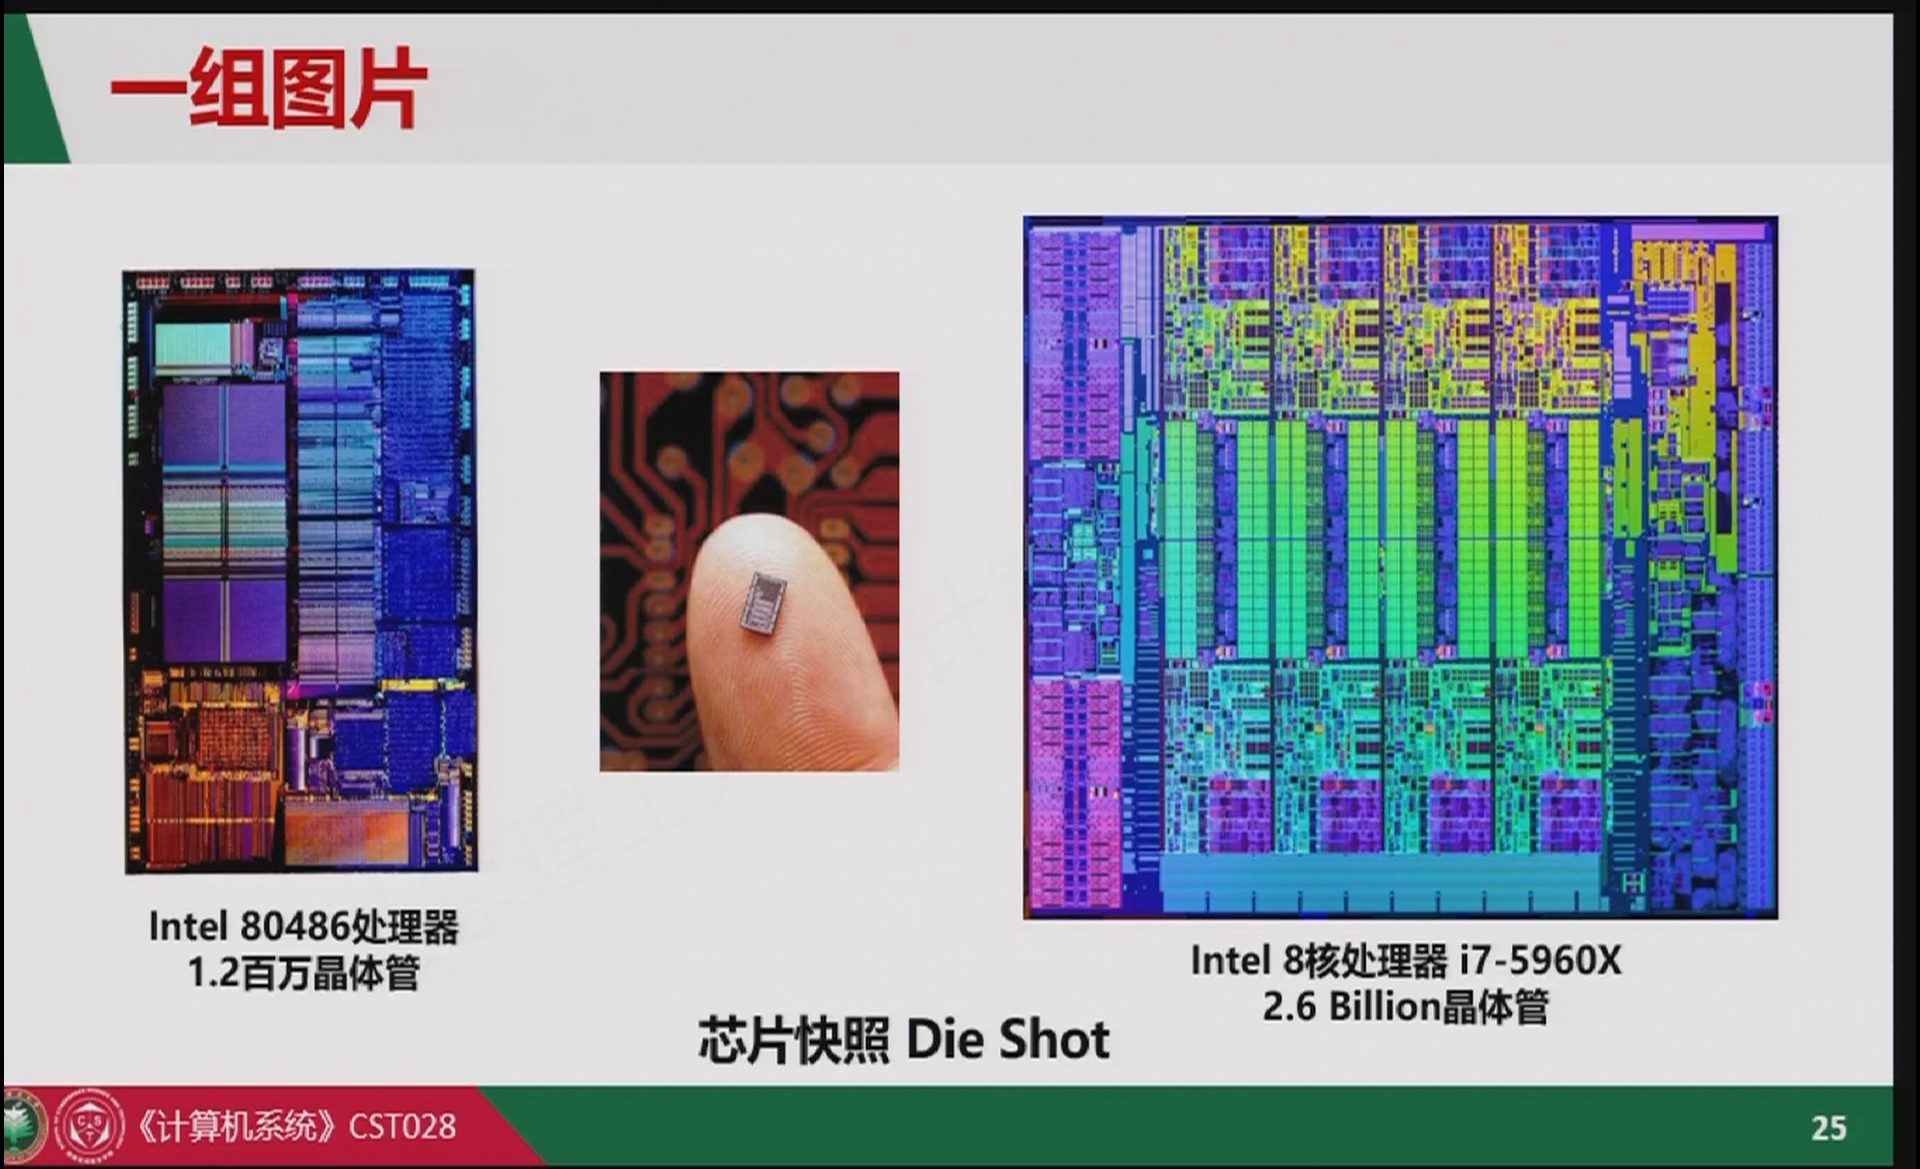 一组图片
Intel 80486处理器
1.2百万晶体管
Intel 8核处理器 i7-5960X
2.6 Billion晶体管
芯片快照 Die Shot
《计算机系统》CST028
25